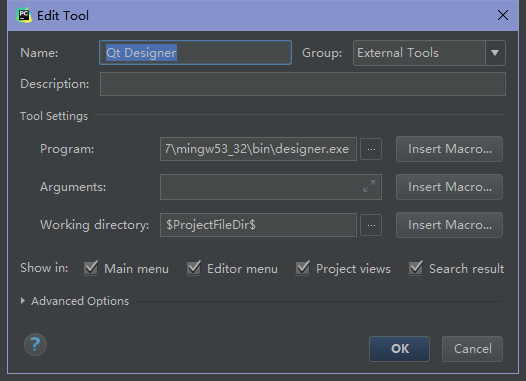 PC
Edit Tool
Name: Qt Designer Group: External Tools
Description:
Tool Settings
Program: 7\mingw53_32\bin\designer.exe ... Insert Macro...
Arguments: Insert Macro...
Working directory: $ProjectFileDir$ ... Insert Macro...
Show in: Main menu Editor menu Project views Search result
Advanced Options
? OK Cancel